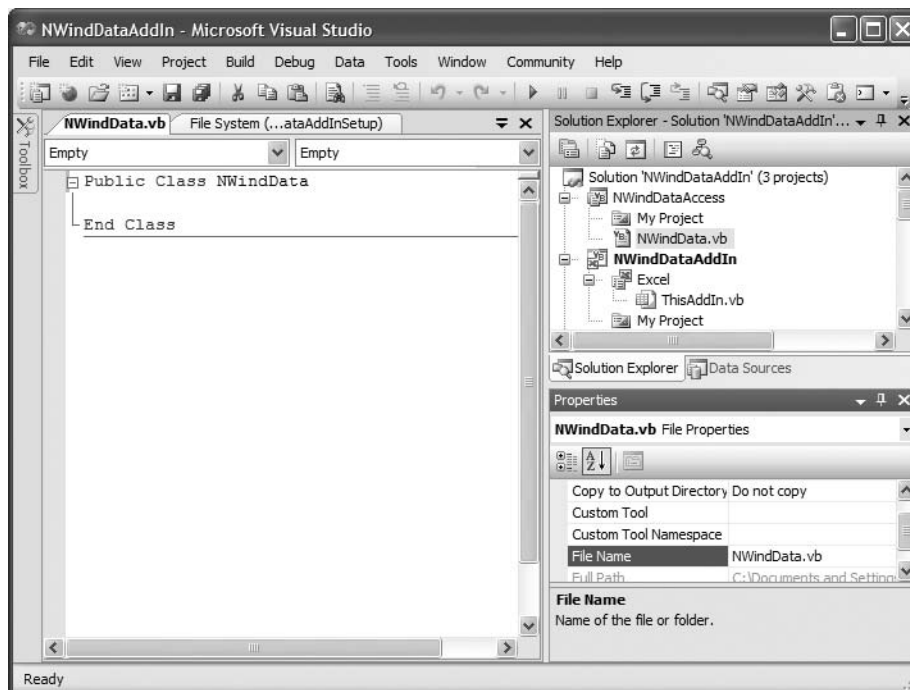 NWindDataAddIn - Microsoft Visual Studio
File Edit View Project Build Debug Data Tools Window Community Help
Toolbox
NWindData.vb File System (...ataAddInSetup)
Empty Empty
Public Class NWindData
End Class
Solution Explorer - Solution 'NWindDataAddIn'...
Solution 'NWindDataAddIn' (3 projects)
NWindDataAccess
My Project
NWindData.vb
NWindDataAddIn
Excel
ThisAddIn.vb
My Project
Solution Explorer Data Sources
Properties
NWindData.vb File Properties
Copy to Output Directory Do not copy
Custom Tool
Custom Tool Namespace
File Name NWindData.vb
Full Path C:\Documents and Settings
File Name
Name of the file or folder.
Ready